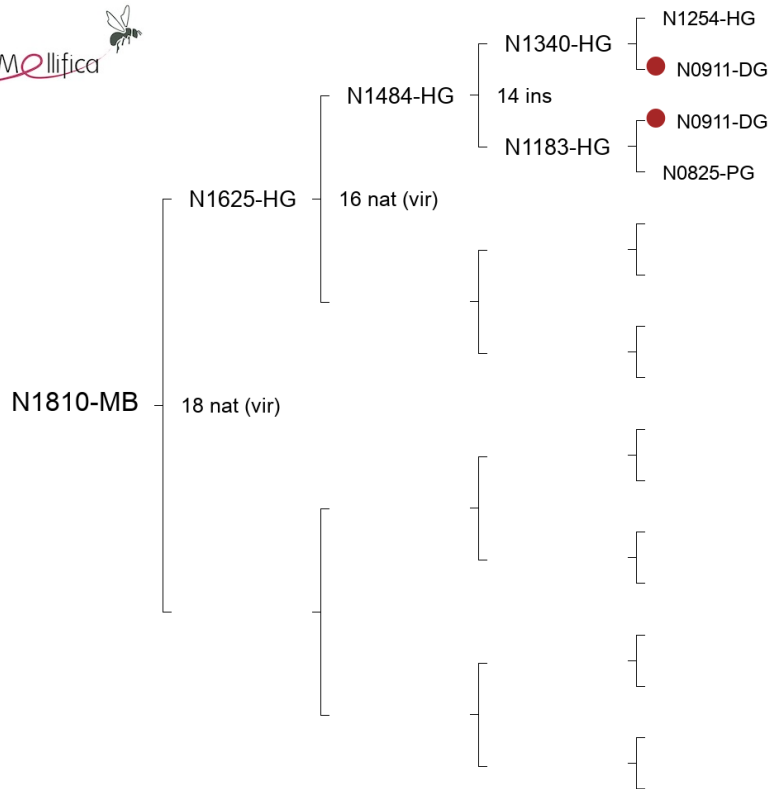 Mellifica
N1254-HG
N1340-HG
N0911-DG
N1484-HG
14 ins
N0911-DG
N1183-HG
N0825-PG
N1625-HG
16 nat (vir)
N1810-MB
18 nat (vir)